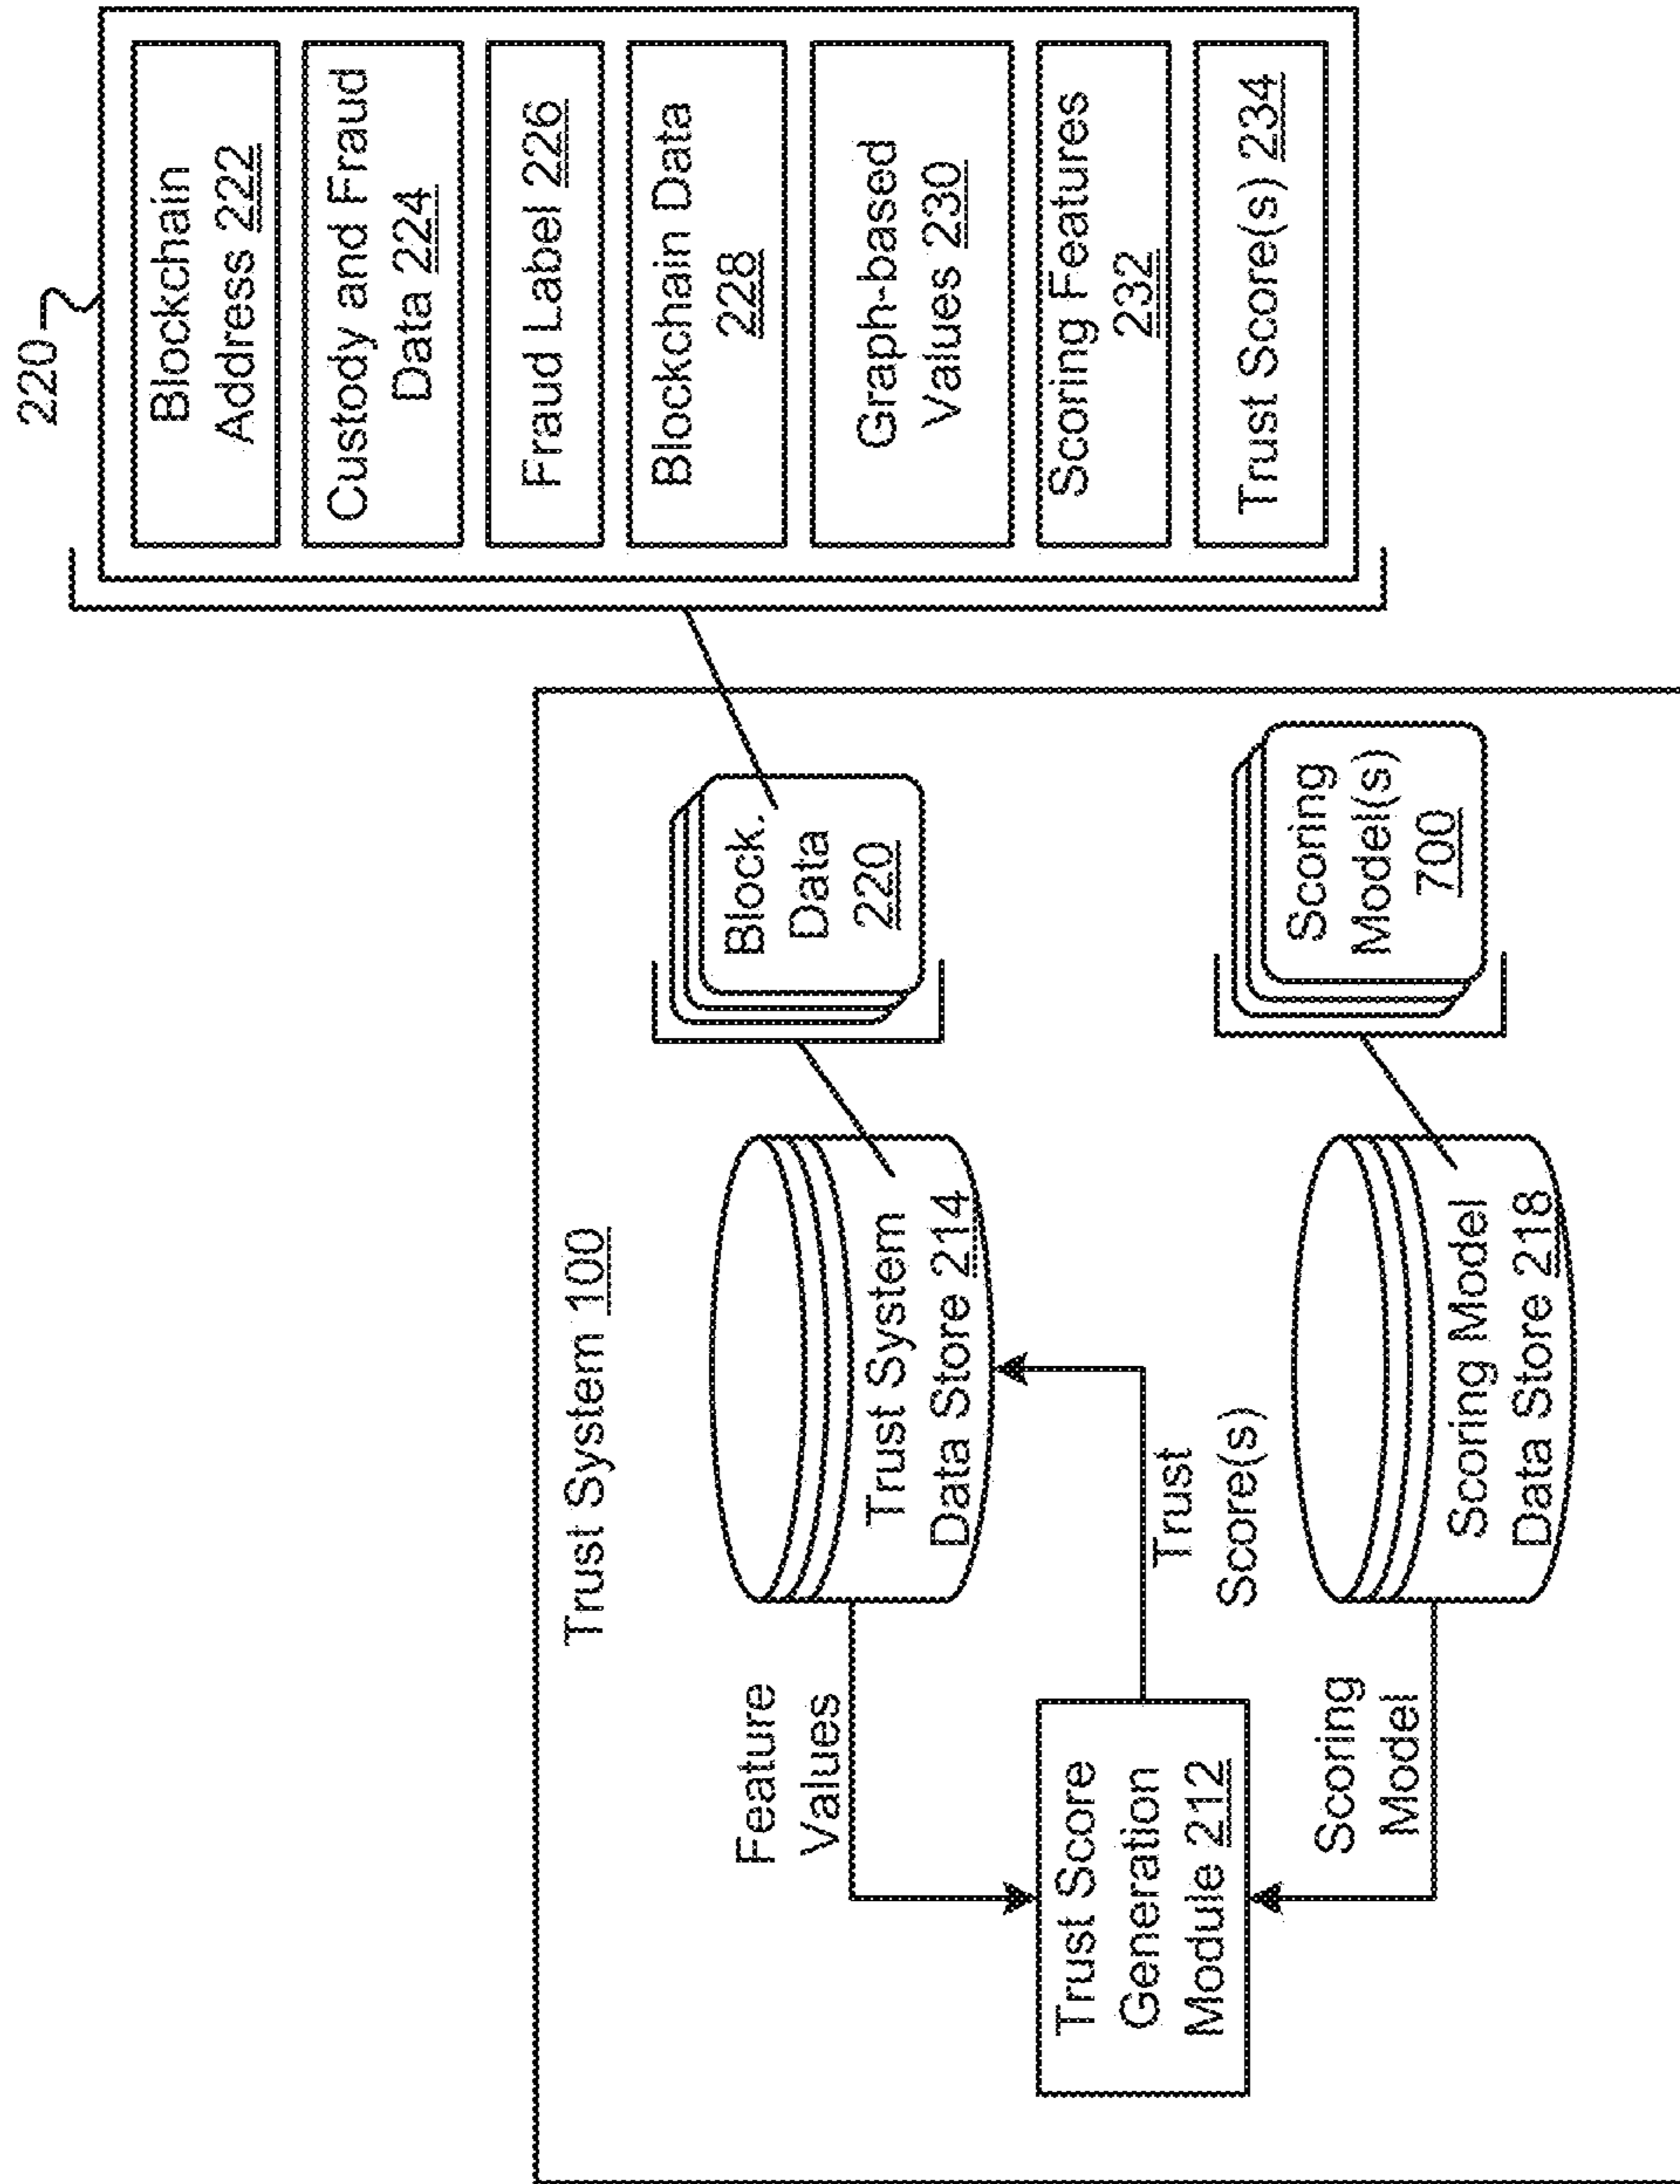 220
Blockchain
Address 222
Custody and Fraud
Data 224
Fraud Label 226
Blockchain Data
228
Graph-based
Values 230
Scoring Features
232
Trust Score(s) 234
Trust System 100
Feature
Values
Trust System
Data Store 214
Block.
Data
220
Trust Score
Generation
Module 212
Trust
Score(s)
Scoring
Model
Scoring Model
Data Store 218
Scoring
Model(s)
700